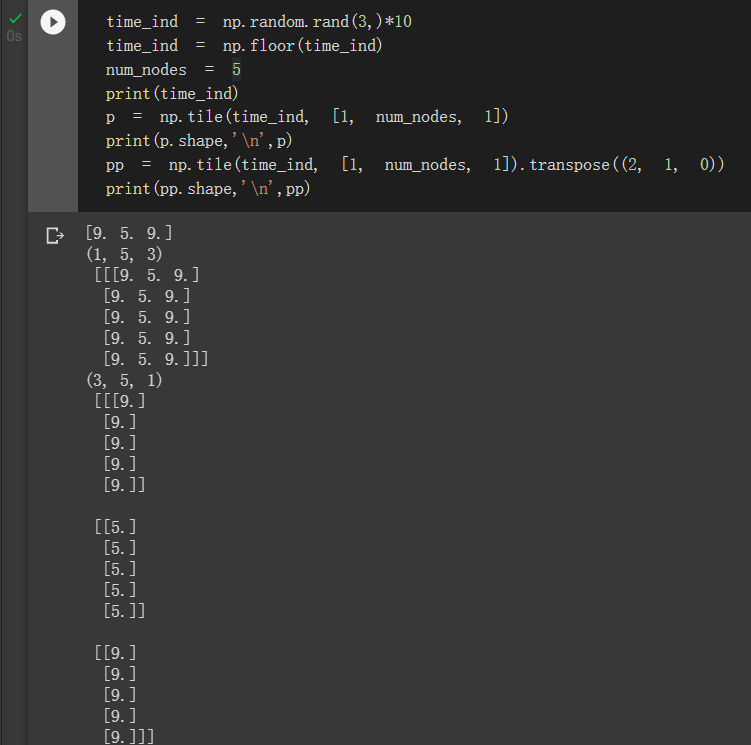 0s
time_ind = np.random.rand(3,)*10
time_ind = np.floor(time_ind)
num_nodes = 5
print(time_ind)
p = np.tile(time_ind, [1, num_nodes, 1])
print(p.shape,'\n',p)
pp = np.tile(time_ind, [1, num_nodes, 1]).transpose((2, 1, 0))
print(pp.shape,'\n',pp)
[9. 5. 9.]
(1, 5, 3)
[[[9. 5. 9.]
[9. 5. 9.]
[9. 5. 9.]
[9. 5. 9.]
[9. 5. 9.]]]
(3, 5, 1)
[[[9.]
[9.]
[9.]
[9.]
[9.]]
[[5.]
[5.]
[5.]
[5.]
[5.]]
[[9.]
[9.]
[9.]
[9.]
[9.]]]